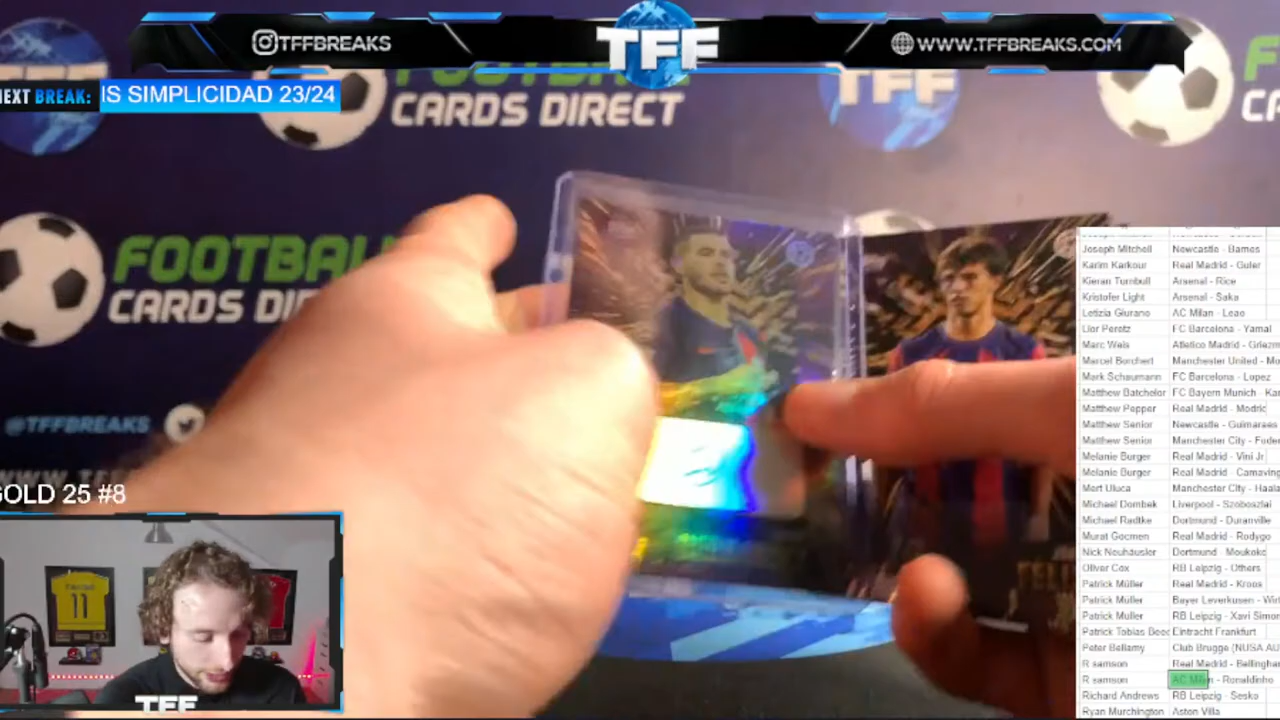 TFFBREAKS
TFF
WWW.TFFBREAKS.COM
NEXT BREAK: IS SIMPLICIDAD 23/24
CARDS DIRECT
TFF
FOOTBAL
CARDS DI
@TFFBREAKS
GOLD 25 #8
11
TFF
Joseph Mitchell Newcastle - Barnes
Karim Karkour Real Madrid - Guler
Kieran Turnbull Arsenal - Rice
Kristofer Light Arsenal - Saka
Letizia Giurano AC Milan - Leao
Lior Peretz FC Barcelona - Yamal
Marc Weis Atletico Madrid - Griezm
Marcel Borchert Manchester United - Mo
Mark Schaumann FC Barcelona - Lopez
Matthew Batchelor FC Bayern Munich - Kan
Matthew Pepper Real Madrid - Modric
Matthew Senior Newcastle - Guimaraes
Matthew Senior Manchester City - Foden
Melanie Burger Real Madrid - Vini Jr
Melanie Burger Real Madrid - Camaving
Mert Uluca Manchester City - Haala
Michael Dombek Liverpool - Szoboszlai
Michael Radtke Dortmund - Duranville
Murat Gocmen Real Madrid - Rodygo
Nick Neuhäusler Dortmund - Moukoko
Oliver Cox RB Leipzig - Others
Patrick Müller Real Madrid - Kroos
Patrick Müller Bayer Leverkusen - Wirt
Patrick Muller RB Leipzig - Xavi Simon
Patrick Tobias Beec Eintracht Frankfurt
Peter Bellamy Club Brugge (NUSA AU
R samson Real Madrid - Bellingha
R samson AC Milan - Ronaldinho
Richard Andrews RB Leipzig - Sesko
Ryan Murchington Aston Villa